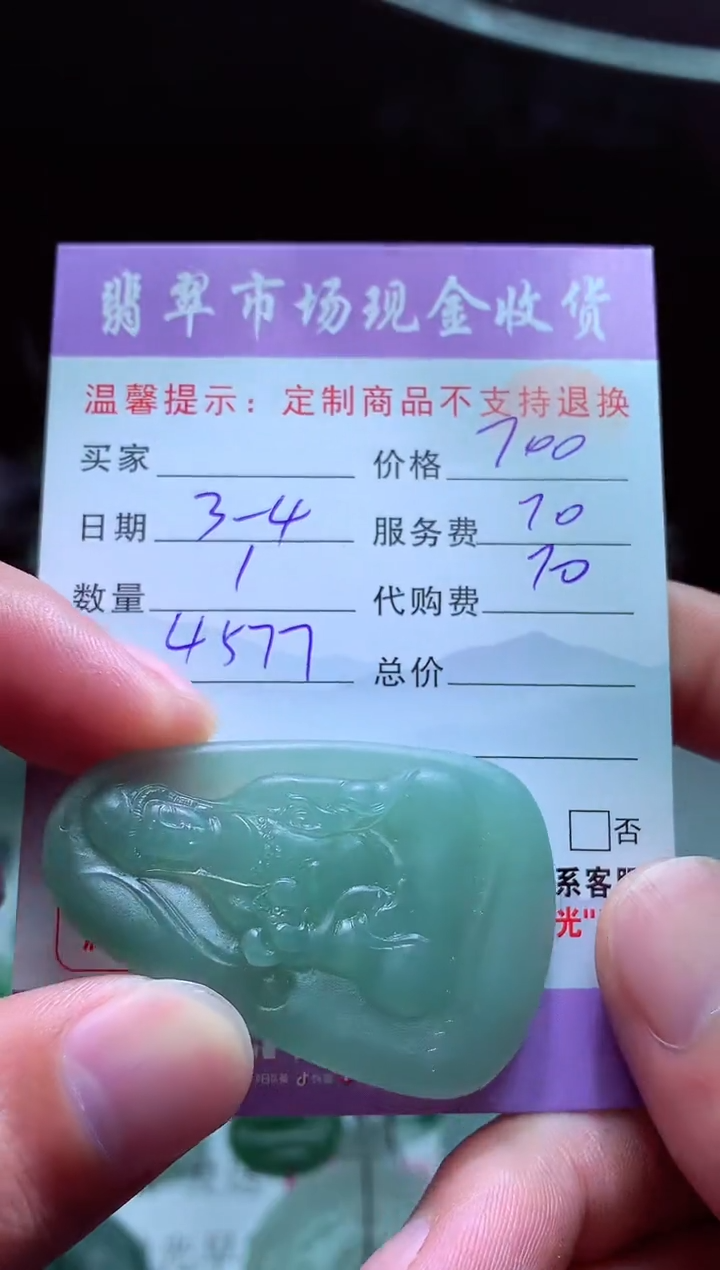 翡翠市场现金收货
温馨提示：定制商品不支持退换
买家 价格 700
日期 3-4 服务费 70
数量 1 代购费 70
4577 总价
否
系客服
光"